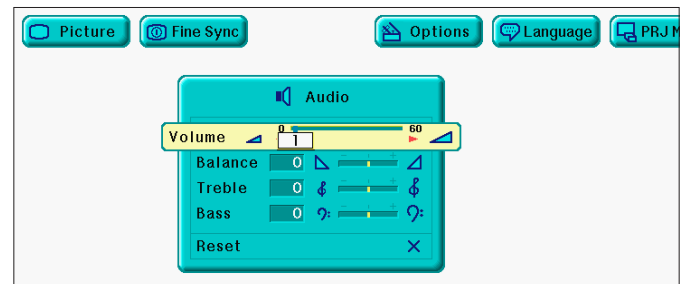 Picture
Fine Sync
Options
Language
PRJ
Audio
0 60
Volume 1
Balance 0 - +
Treble 0 - +
Bass 0 - +
Reset